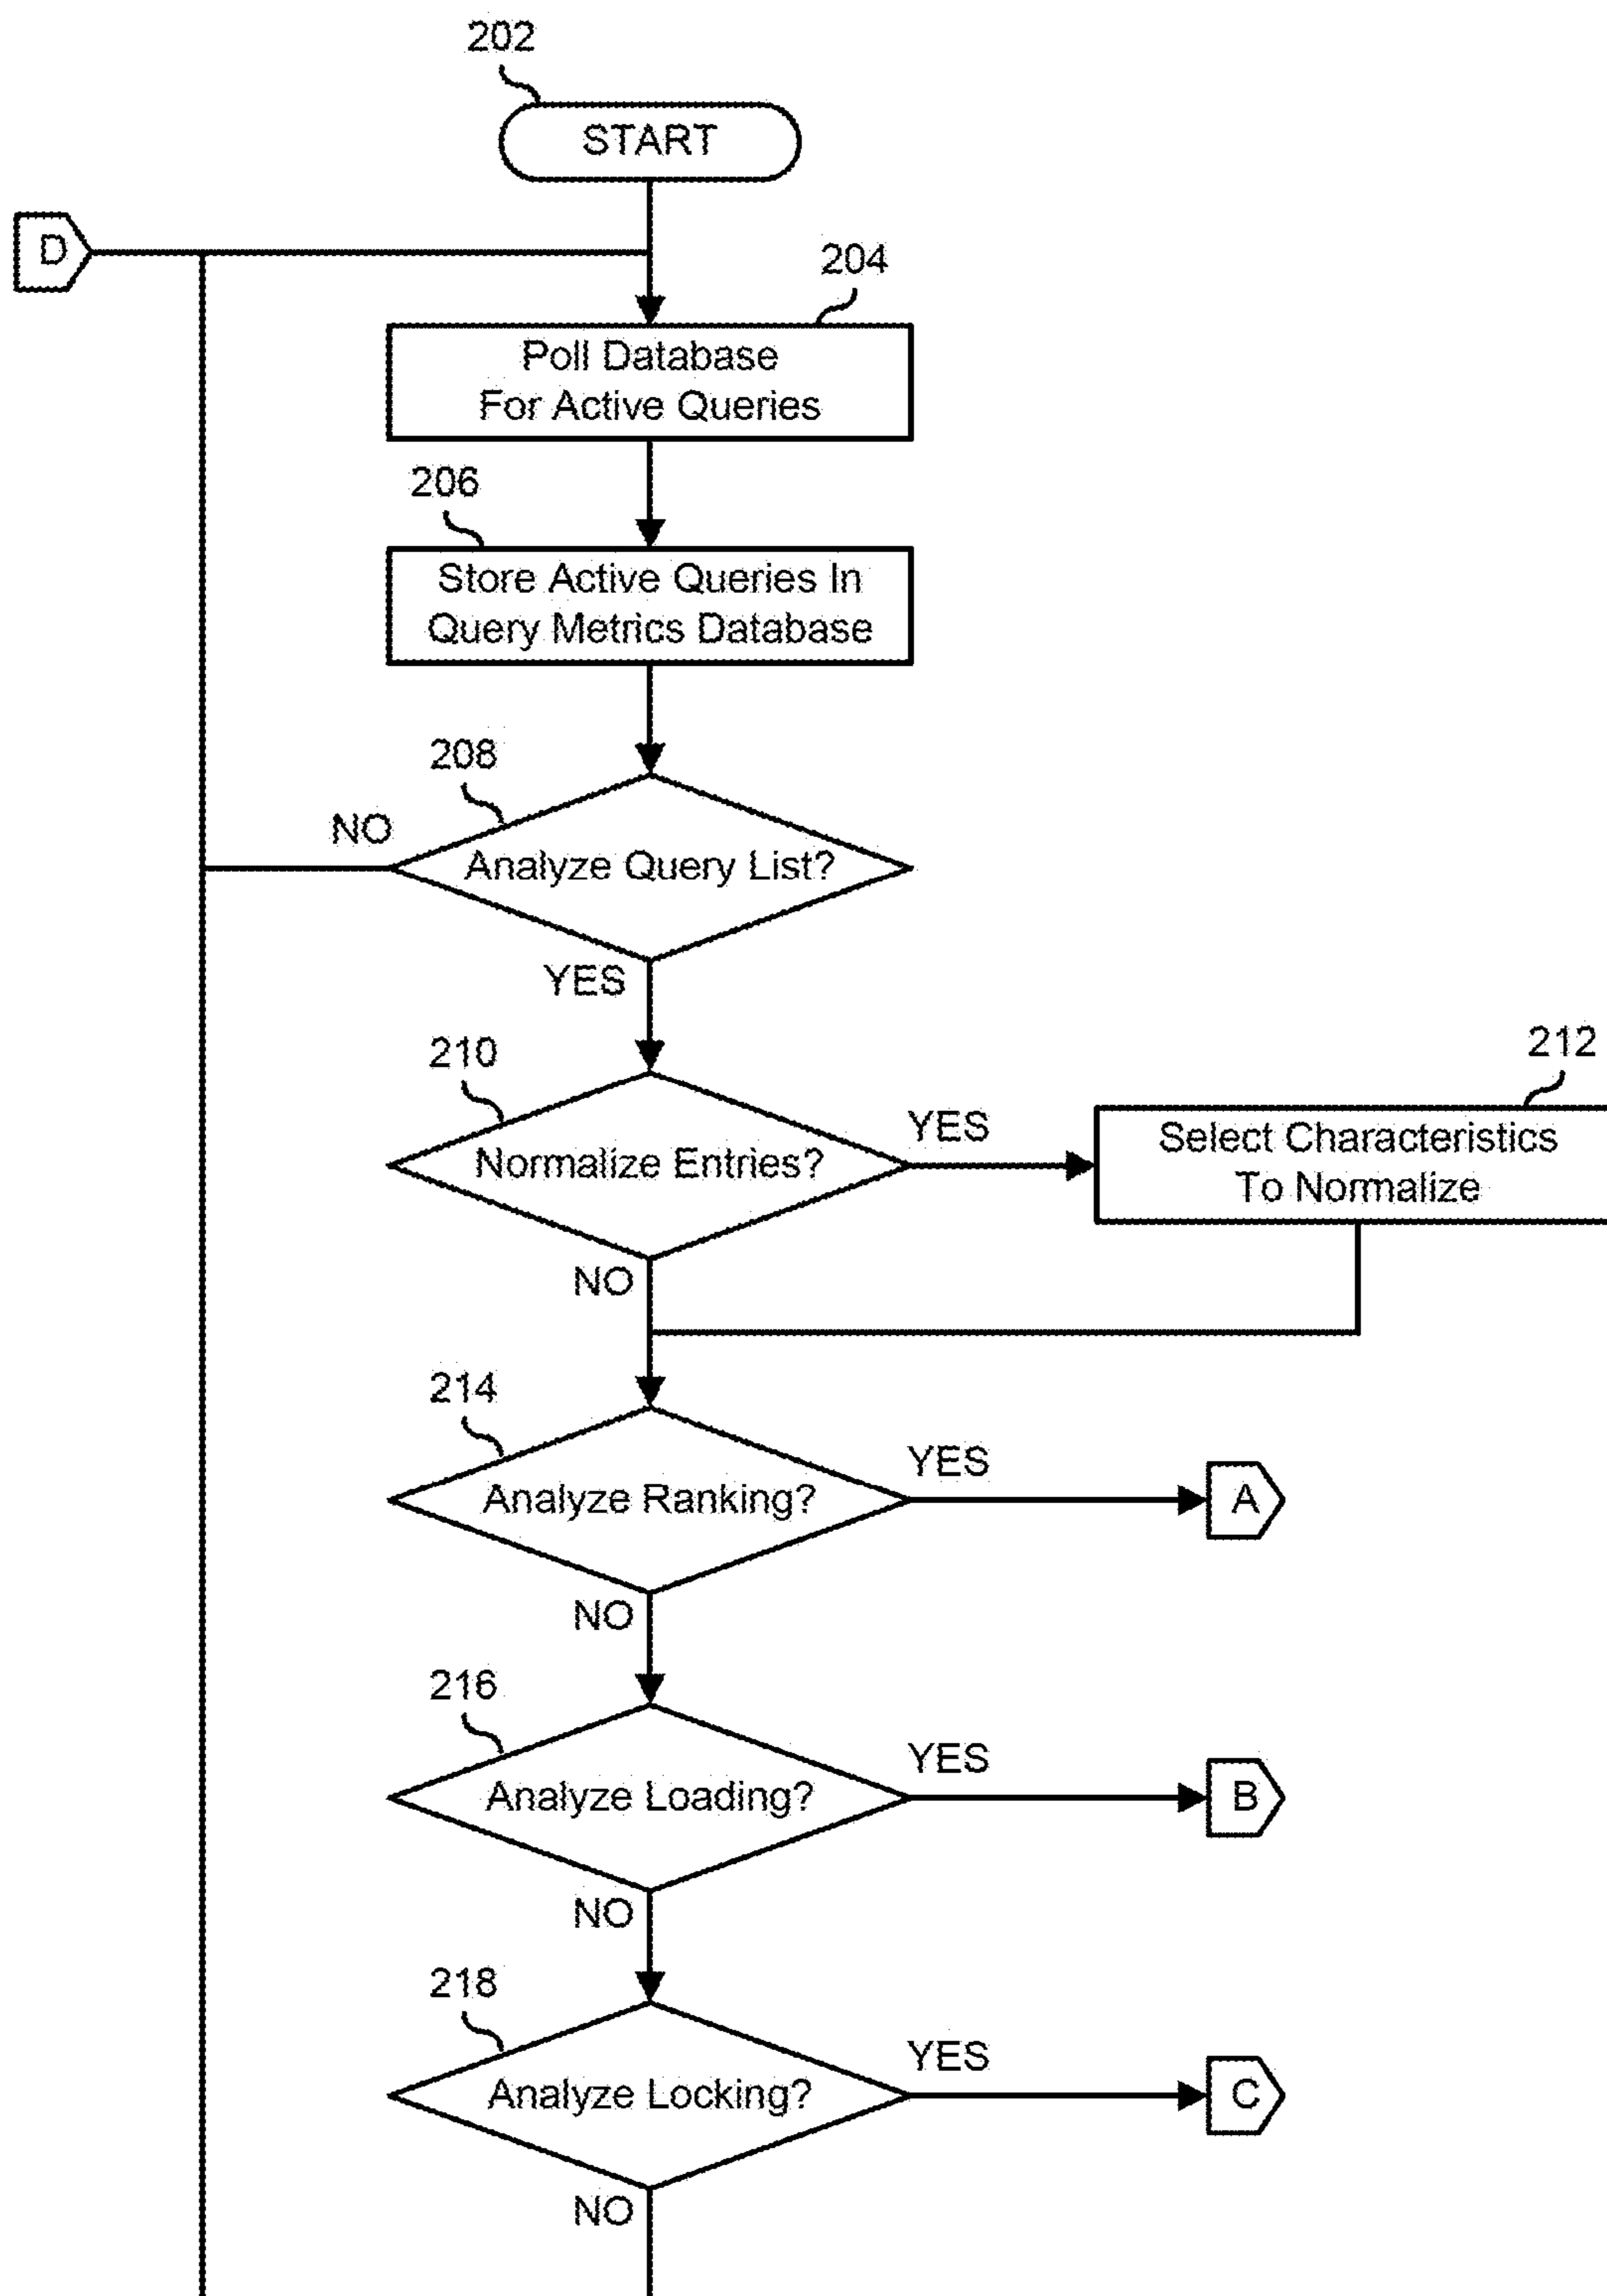 202
START
D
204
Poll Database
For Active Queries
206
Store Active Queries In
Query Metrics Database
208
NO
Analyze Query List?
YES
210
Normalize Entries?
YES
212
Select Characteristics
To Normalize
NO
214
Analyze Ranking?
YES
A
NO
216
Analyze Loading?
YES
B
NO
218
Analyze Locking?
YES
C
NO